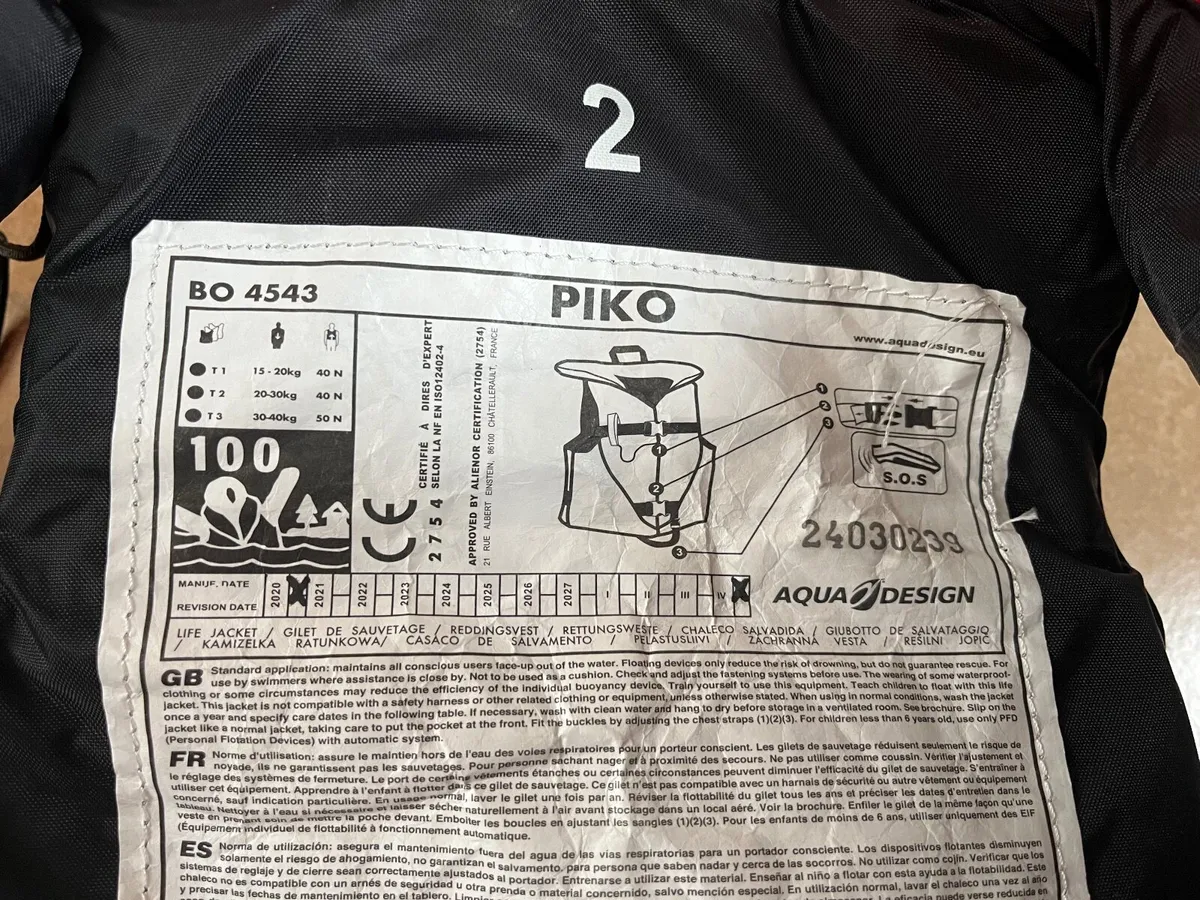 2
BO 4543
PIKO
www.aquadesign.eu
T 1 15 - 20kg 40 N
T 2 20-30kg 40 N
T 3 30-40kg 50 N
100
CE
2 7 5 4
CERTIFIÉ À DIRES D'EXPERT
SELON LA NF EN ISO12402-4
APPROVED BY ALIENOR CERTIFICATION (2754)
21 RUE ALBERT EINSTEIN, 86100 CHÂTELLERAULT, FRANCE
1
2
3
1
2
3
S.O.S
24030239
MANUF. DATE
REVISION DATE
2020 2021 2022 2023 2024 2025 2026 2027 I II III IV
AQUA DESIGN
LIFE JACKET / GILET DE SAUVETAGE / REDDINGSVEST / RETTUNGSWESTE / CHALECO SALVADIDA / GIUBOTTO DE SALVATAGGIO
/ KAMIZELKA RATUNKOWA / CASACO DE SALVAMENTO / PELASTUSLIIVI / ZÁCHRANNÁ VESTA / REŠILNI JOPIC
GB Standard application: maintains all conscious users face-up out of the water. Floating devices only reduce the risk of drowning, but do not guarantee rescue. For
use by swimmers where assistance is close by. Not to be used as a cushion. Check and adjust the fastening systems before use. The wearing of some waterproof-
clothing or some circumstances may reduce the efficiency of the individual buoyancy device. Train yourself to use this equipment. Teach children to float with this life
jacket. This jacket is not compatible with a safety harness or other related clothing or equipment, unless otherwise stated. When using in normal conditions, wash the jacket
once a year and specify care dates in the following table. If necessary, wash with clean water and hang to dry before storage in a ventilated room. See brochure. Slip on the
jacket like a normal jacket, taking care to put the pocket at the front. Fit the buckles by adjusting the chest straps (1)(2)(3). For children less than 6 years old, use only PFD
(Personal Flotation Devices) with automatic system.
FR Norme d'utilisation: assure le maintien hors de l'eau des voies respiratoires pour un porteur conscient. Les gilets de sauvetage réduisent seulement le risque de
noyade, ils ne garantissent pas les sauvetages. Pour personne sachant nager et à proximité des secours. Ne pas utiliser comme coussin. Vérifier l'ajustement et
le réglage des systèmes de fermeture. Le port de certains vêtements étanches ou certaines circonstances peuvent diminuer l'efficacité du gilet de sauvetage. S'entraîner à
utiliser cet équipement. Apprendre à l'enfant à flotter dans ce gilet de sauvetage. Ce gilet n'est pas compatible avec un harnais de sécurité ou autre vêtement ou équipement
concerné, sauf indication particulière. En usage normal, laver le gilet une fois par an. Réviser la flottabilité du gilet tous les ans et préciser les dates d'entretien dans le
tableau. Nettoyer à l'eau si nécessaire et laisser sécher naturellement à l'air avant stockage dans un local aéré. Voir la brochure. Enfiler le gilet de la même façon qu'une
veste en prenant soin de mettre la poche devant. Emboiter les boucles en ajustant les sangles (1)(2)(3). Pour les enfants de moins de 6 ans, utiliser uniquement des EIF
(Équipement individuel de flottabilité à fonctionnement automatique.
ES Norma de utilización: asegura el mantenimiento fuera del agua de las vías respiratorias para un portador consciente. Los dispositivos flotantes disminuyen
solamente el riesgo de ahogamiento, no garantizan el salvamento, para persona que saben nadar y cerca de las socorros. No utilizar como cojín. Verificar que los
sistemas de reglaje y de cierre sean correctamente ajustados al portador. Entrenarse a utilizar este material. Enseñar al niño a flotar con esta ayuda a la flotabilidad. Este
chaleco no es compatible con un arnés de seguridad u otra prenda o material concernido, salvo mención especial. En utilización normal, lavar el chaleco una vez al año
y precisar las fechas de mantenimiento en el tablero.